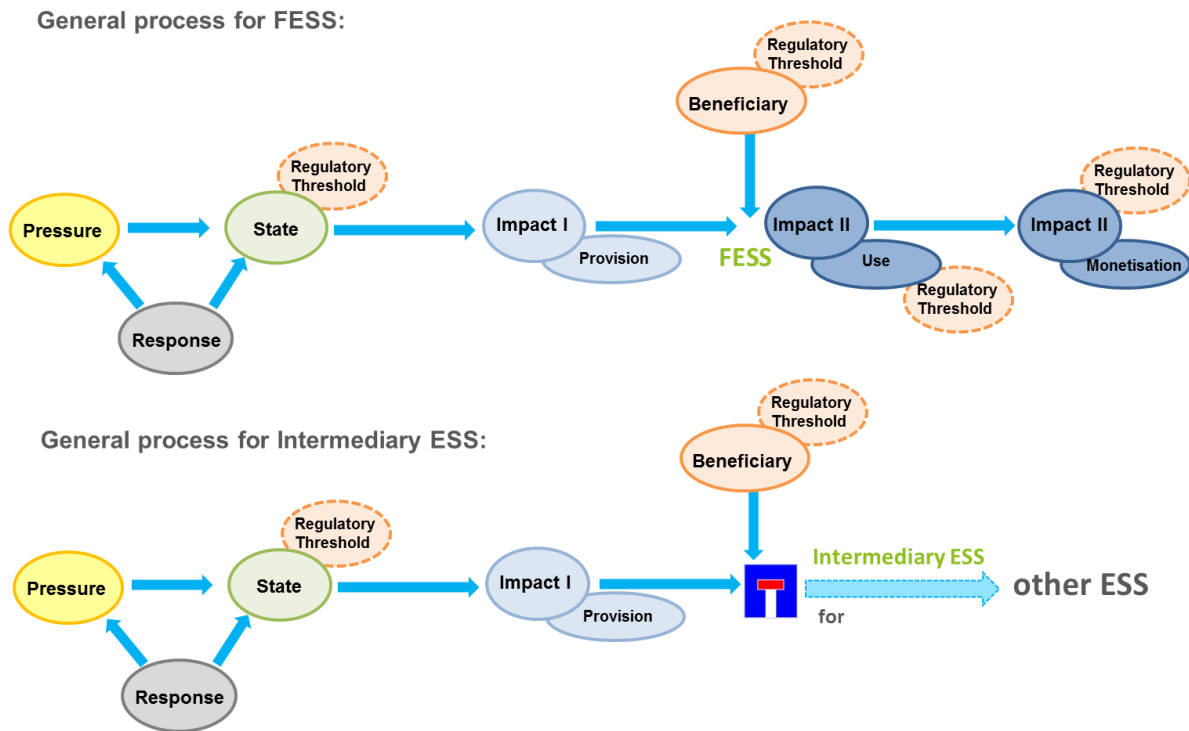 General process for FESS:
Regulatory
Threshold
Beneficiary
Regulatory
Threshold
Regulatory
Threshold
Pressure
State
Impact I
Provision
FESS
Impact II
Use
Regulatory
Threshold
Impact II
Monetisation
Response
General process for Intermediary ESS:
Regulatory
Threshold
Beneficiary
Regulatory
Threshold
Pressure
State
Impact I
Provision
Intermediary ESS
for
other ESS
Response